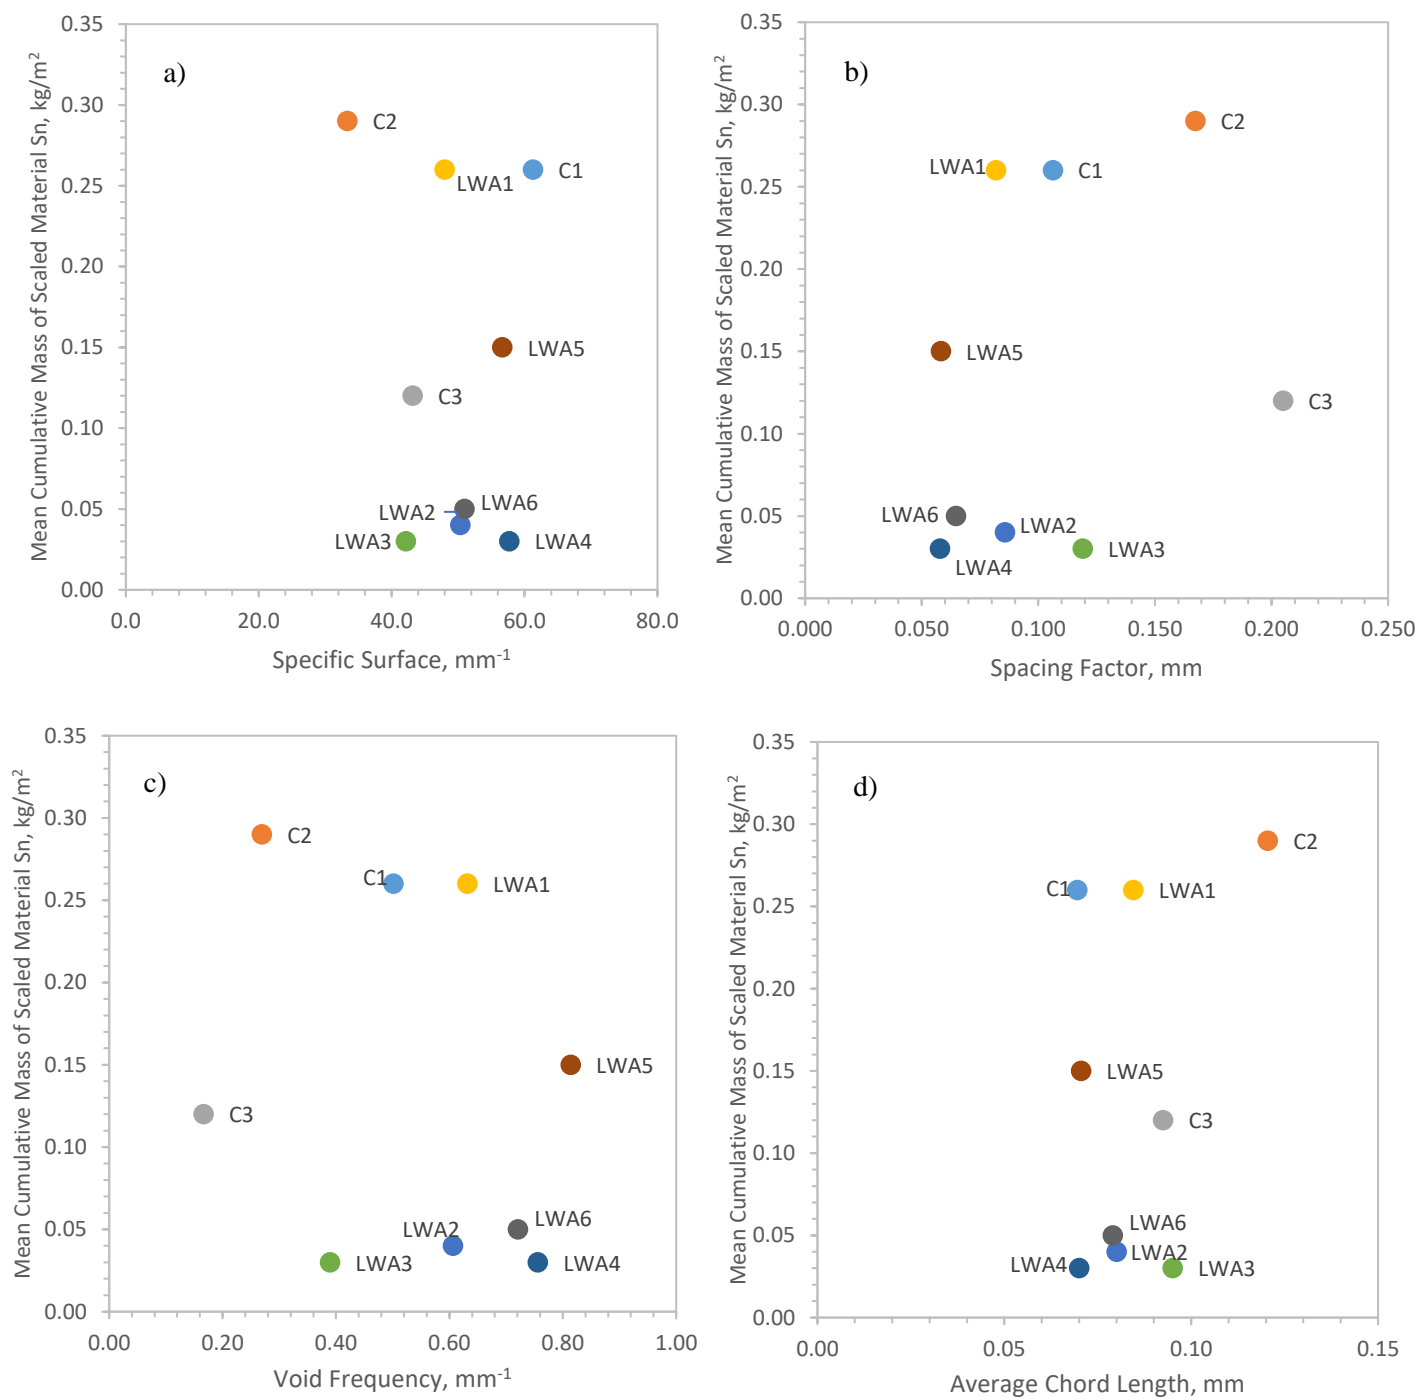 a)
Mean Cumulative Mass of Scaled Material Sn, kg/m²
0.35
0.30
0.25
0.20
0.15
0.10
0.05
0.00
C2
LWA1
C1
LWA5
C3
LWA2
LWA6
LWA3
LWA4
0.0 20.0 40.0 60.0 80.0
Specific Surface, mm⁻¹
b)
Mean Cumulative Mass of Scaled Material Sn, kg/m²
0.35
0.30
0.25
0.20
0.15
0.10
0.05
0.00
C2
LWA1
C1
LWA5
C3
LWA6
LWA2
LWA4
LWA3
0.000 0.050 0.100 0.150 0.200 0.250
Spacing Factor, mm
c)
Mean Cumulative Mass of Scaled Material Sn, kg/m²
0.35
0.30
0.25
0.20
0.15
0.10
0.05
0.00
C2
C1
LWA1
LWA5
C3
LWA2
LWA6
LWA3
LWA4
0.00 0.20 0.40 0.60 0.80 1.00
Void Frequency, mm⁻¹
d)
Mean Cumulative Mass of Scaled Material Sn, kg/m²
0.35
0.30
0.25
0.20
0.15
0.10
0.05
0.00
C2
C1
LWA1
LWA5
C3
LWA6
LWA2
LWA4
LWA3
0.00 0.05 0.10 0.15
Average Chord Length, mm